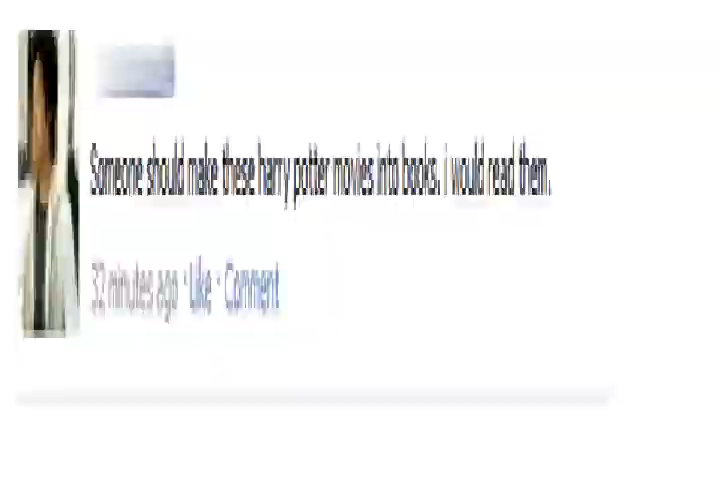 Someone should make these harry potter movies into books. i would read them.
32 minutes ago · Like · Comment